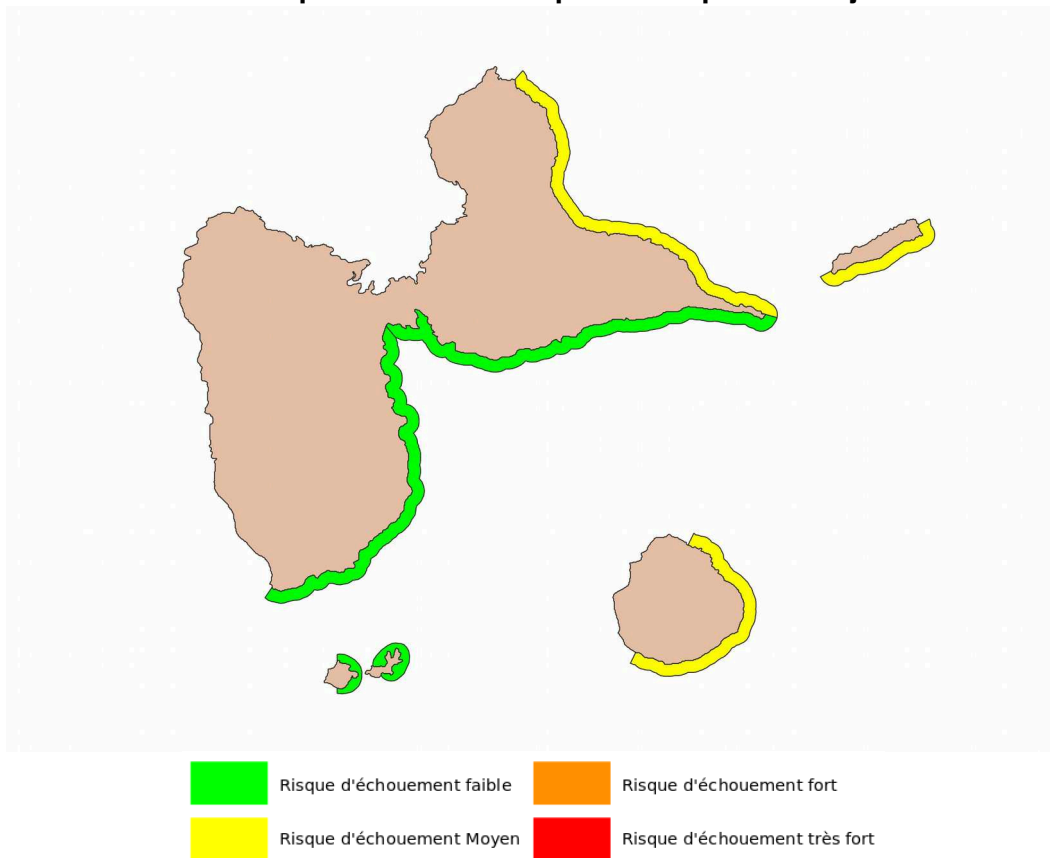 Risque d'échouement faible
Risque d'échouement fort
Risque d'échouement Moyen
Risque d'échouement très fort